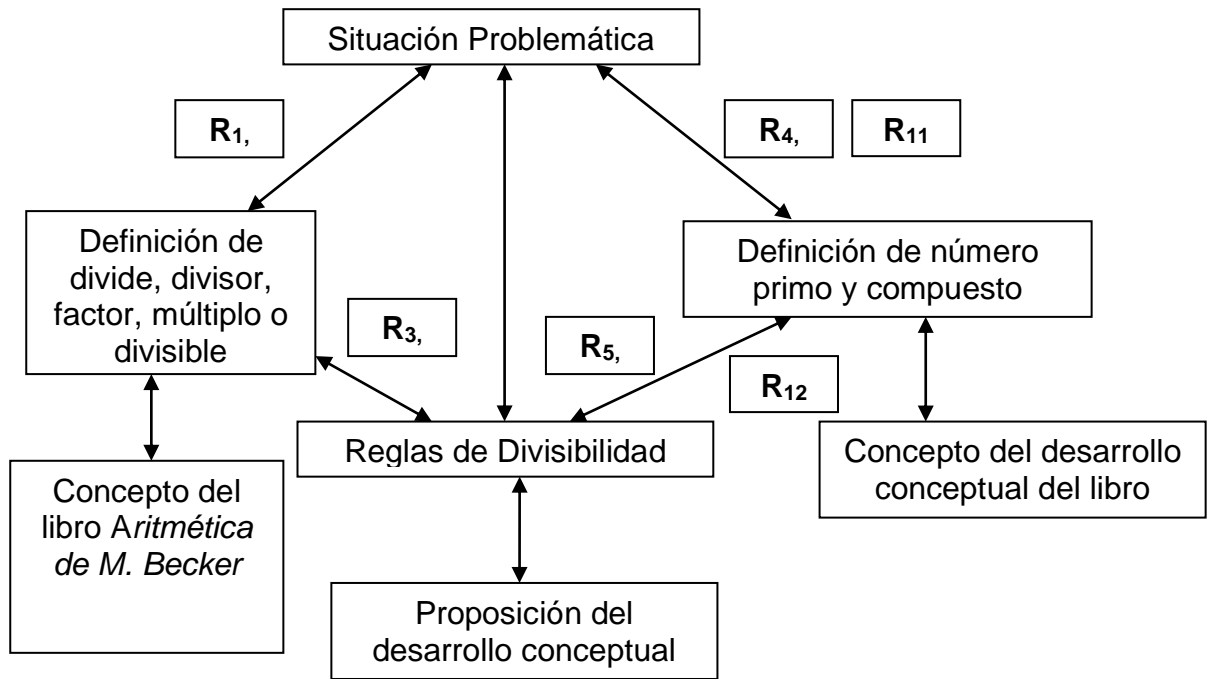 Situación Problemática
R1,
R4,
R11
Definición de
divide, divisor,
factor, múltiplo o
divisible
Definición de número
primo y compuesto
R3,
R5,
R12
Reglas de Divisibilidad
Concepto del desarrollo
conceptual del libro
Concepto del
libro Aritmética
de M. Becker
Proposición del
desarrollo conceptual